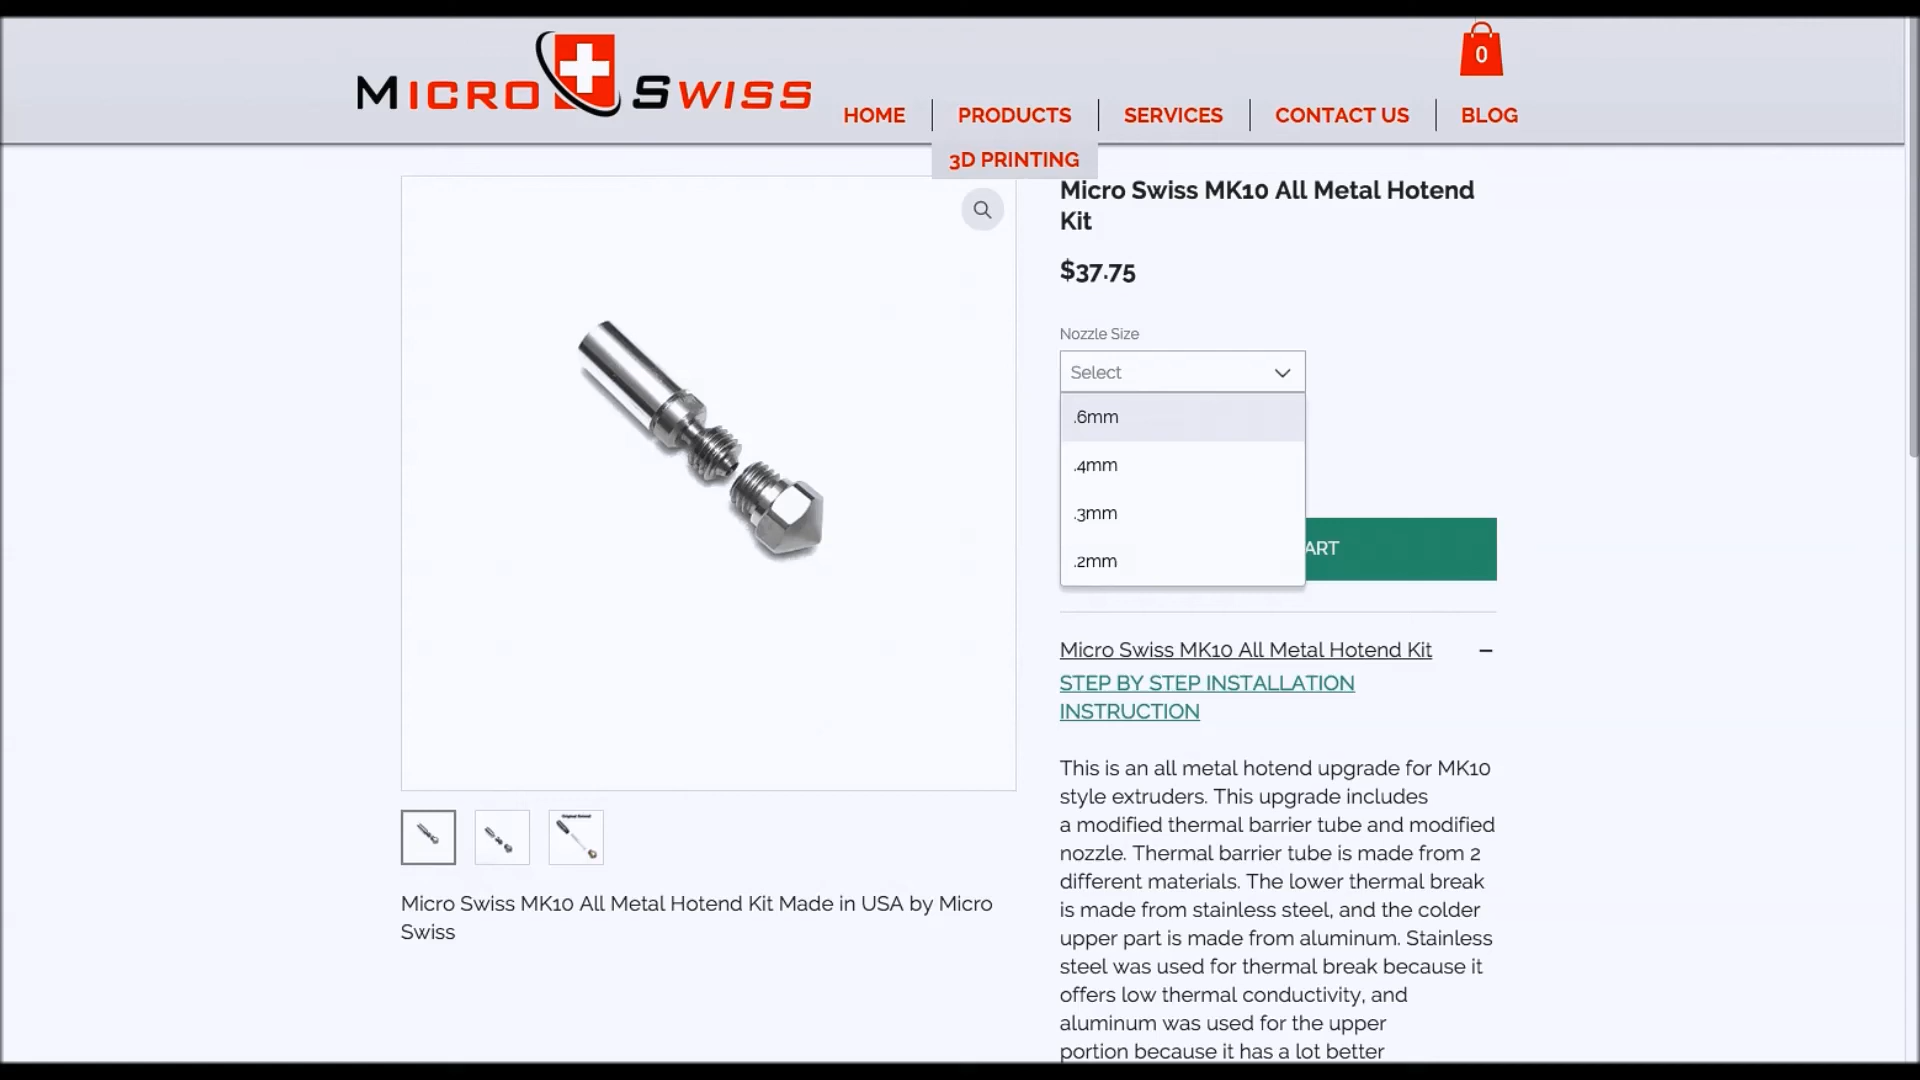 MICRO SWISS
0
HOME
PRODUCTS
SERVICES
CONTACT US
BLOG
3D PRINTING
Micro Swiss MK10 All Metal Hotend
Kit
$37.75
Nozzle Size
Select
.6mm
.4mm
.3mm
.2mm
ART
Micro Swiss MK10 All Metal Hotend Kit
STEP BY STEP INSTALLATION
INSTRUCTION
This is an all metal hotend upgrade for MK10
style extruders. This upgrade includes
a modified thermal barrier tube and modified
nozzle. Thermal barrier tube is made from 2
different materials. The lower thermal break
is made from stainless steel, and the colder
upper part is made from aluminum. Stainless
steel was used for thermal break because it
offers low thermal conductivity, and
aluminum was used for the upper
portion because it has a lot better
Micro Swiss MK10 All Metal Hotend Kit Made in USA by Micro
Swiss